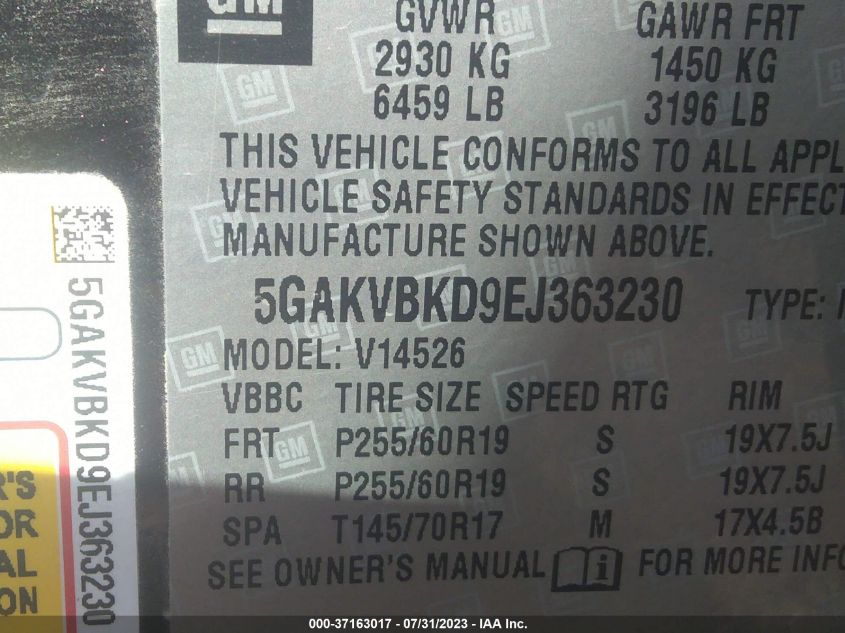 GM
GVWR GAWR FRT
2930 KG 1450 KG
6459 LB 3196 LB
THIS VEHICLE CONFORMS TO ALL APPL
VEHICLE SAFETY STANDARDS IN EFFECT
MANUFACTURE SHOWN ABOVE.
5GAKVBKD9EJ363230 TYPE:
MODEL: V14526
VBBC TIRE SIZE SPEED RTG RIM
FRT P255/60R19 S 19X7.5J
RR P255/60R19 S 19X7.5J
SPA T145/70R17 M 17X4.5B
SEE OWNER'S MANUAL i FOR MORE INFO
5GAKVBKD9EJ363230
R'S
OR
AL
ON
000-37163017 / 07/31/2023 / IAA Inc.